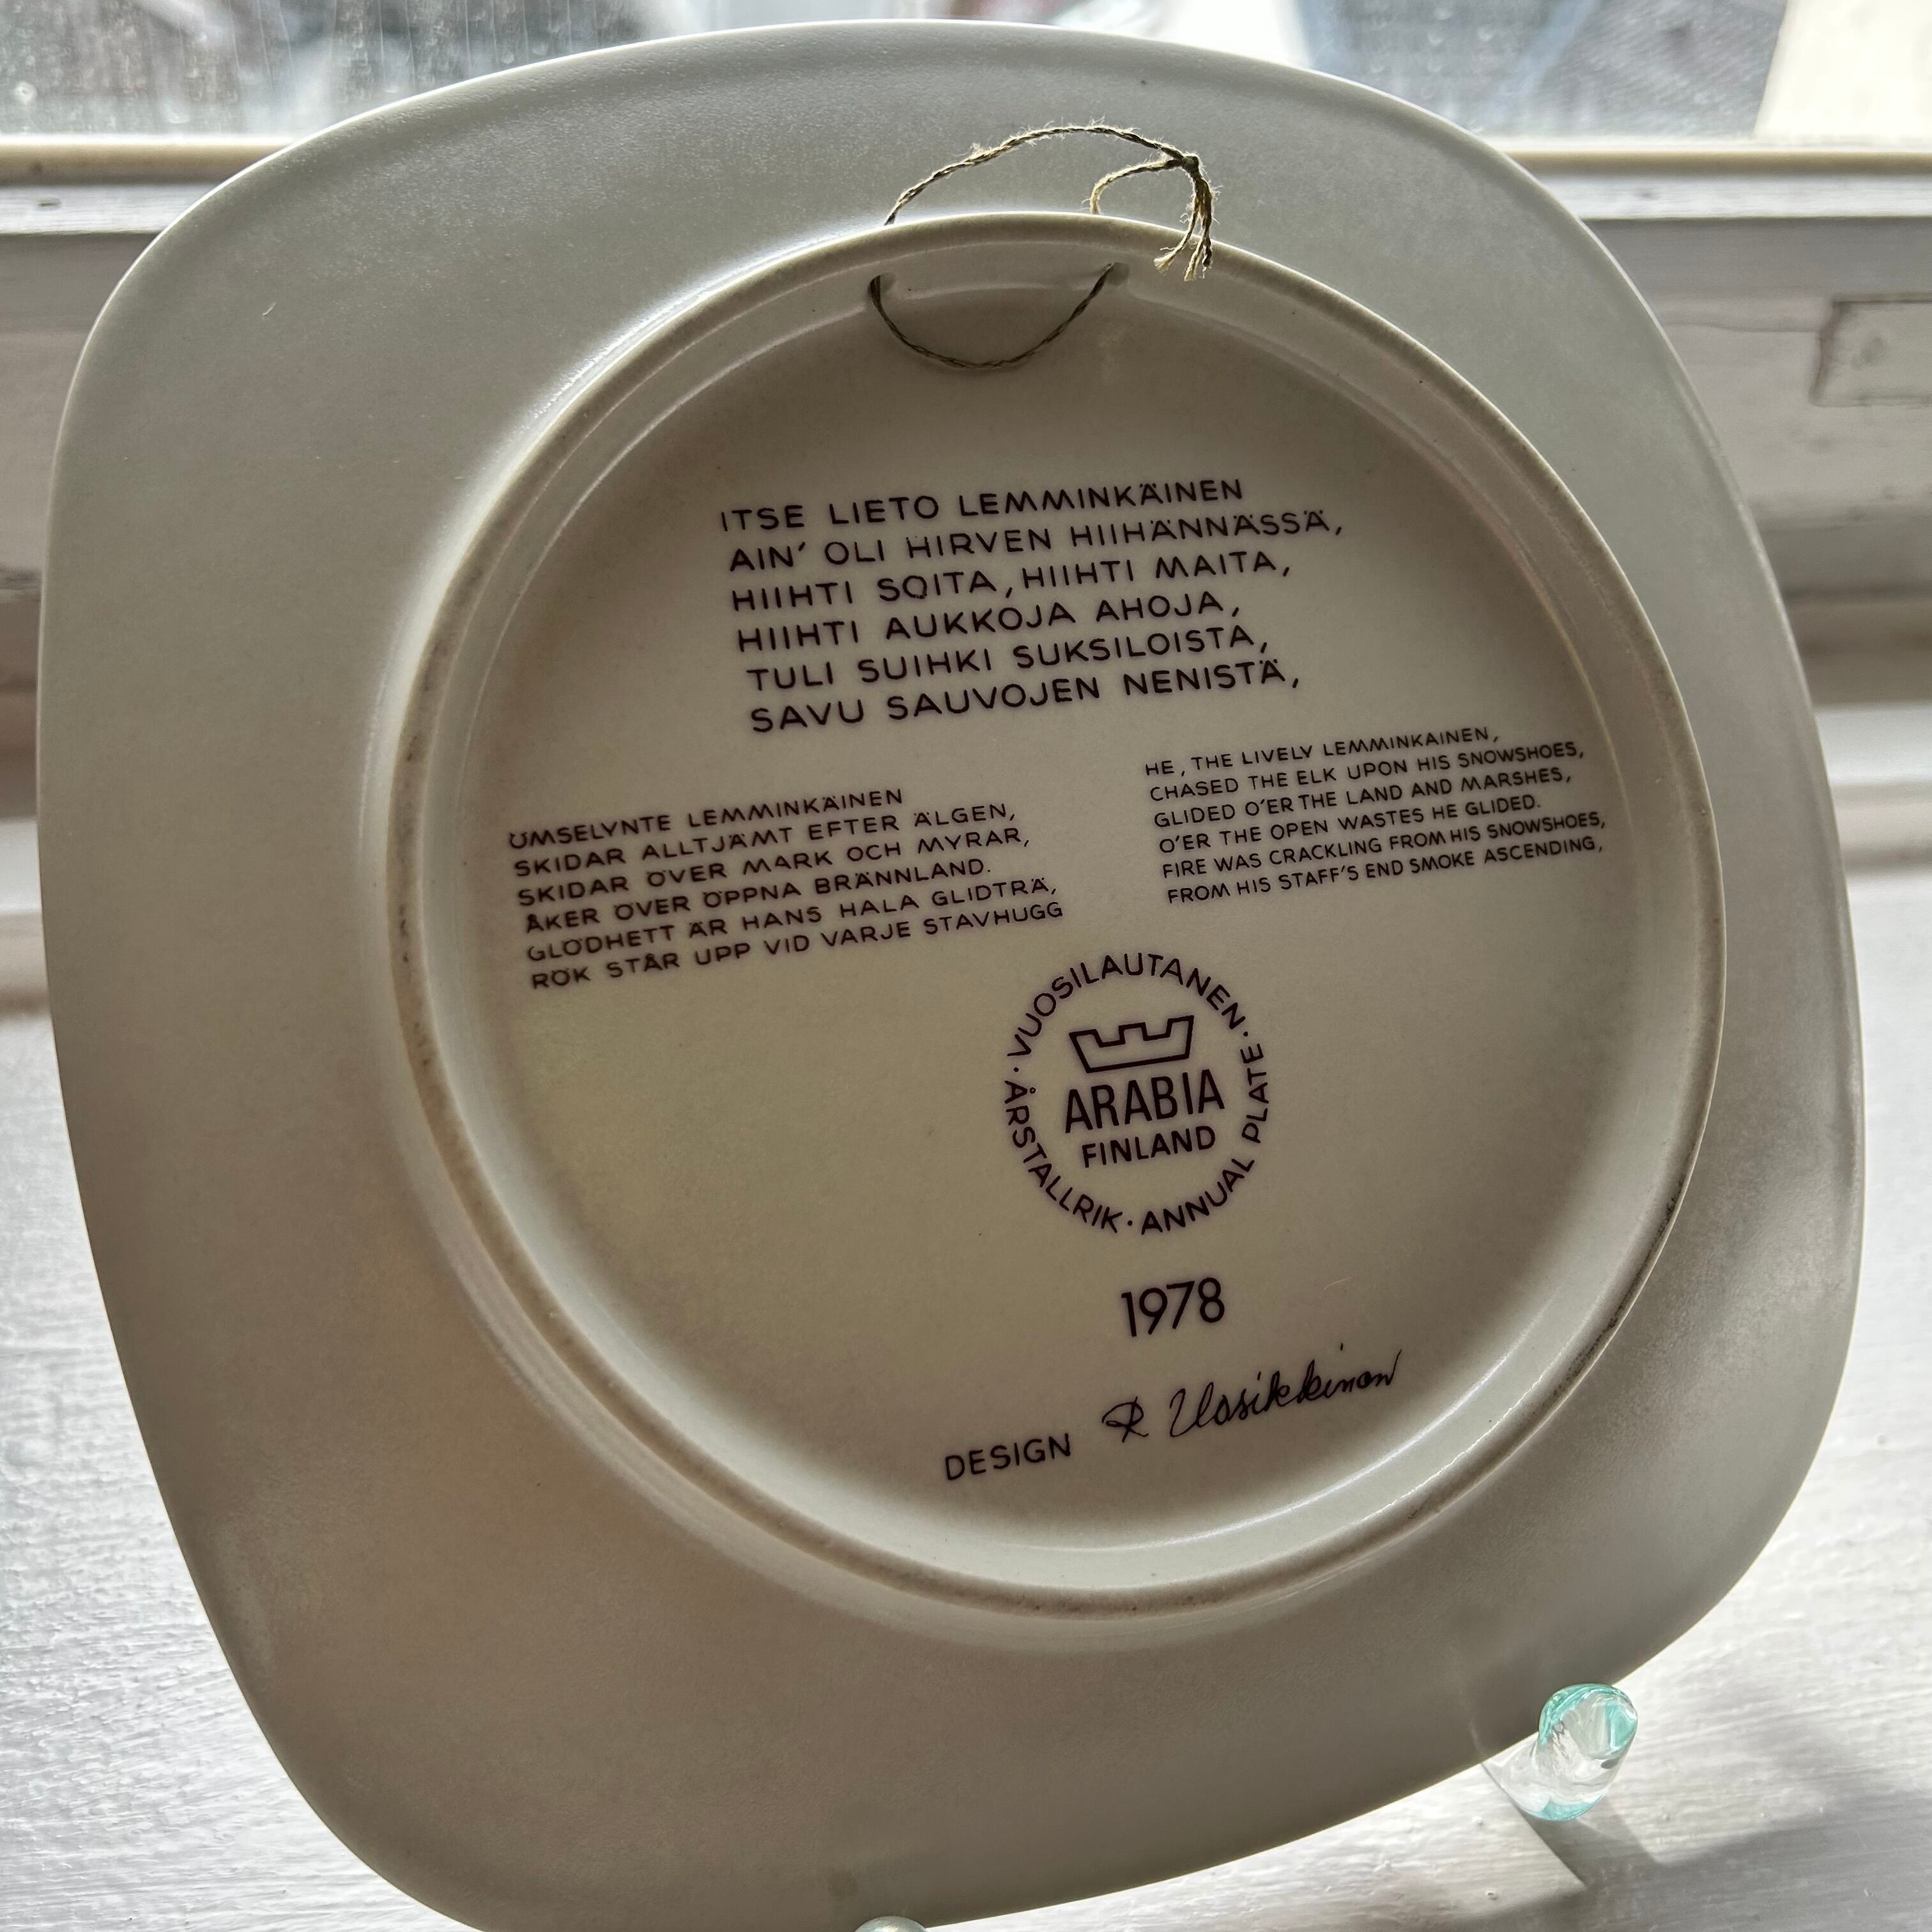 ITSE LIETO LEMMINKÄINEN
AIN' OLI HIRVEN HIIHÄNNÄSSÄ,
HIIHTI SOITA, HIIHTI MAITA,
HIIHTI AUKKOJA AHOJA,
TULI SUIHKI SUKSILOISTA,
SAVU SAUVOJEN NENISTÄ,
ÖMSELYNTE LEMMINKÄINEN
SKIDAR ALLTJÄMT EFTER ÄLGEN,
SKIDAR ÖVER MARK OCH MYRAR,
ÅKER ÖVER ÖPPNA BRÄNNLAND.
GLÖDHETT ÄR HANS HALA GLIDTRÄ,
RÖK STÅR UPP VID VARJE STAVHUGG
HE, THE LIVELY LEMMINKAINEN,
CHASED THE ELK UPON HIS SNOWSHOES,
GLIDED O'ER THE LAND AND MARSHES,
O'ER THE OPEN WASTES HE GLIDED.
FIRE WAS CRACKLING FROM HIS SNOWSHOES,
FROM HIS STAFF'S END SMOKE ASCENDING,
· VUOSILAUTANEN · ANNUAL PLATE · ÅRSTALLRIK
ARABIA
FINLAND
1978
DESIGN R Uosikkinen